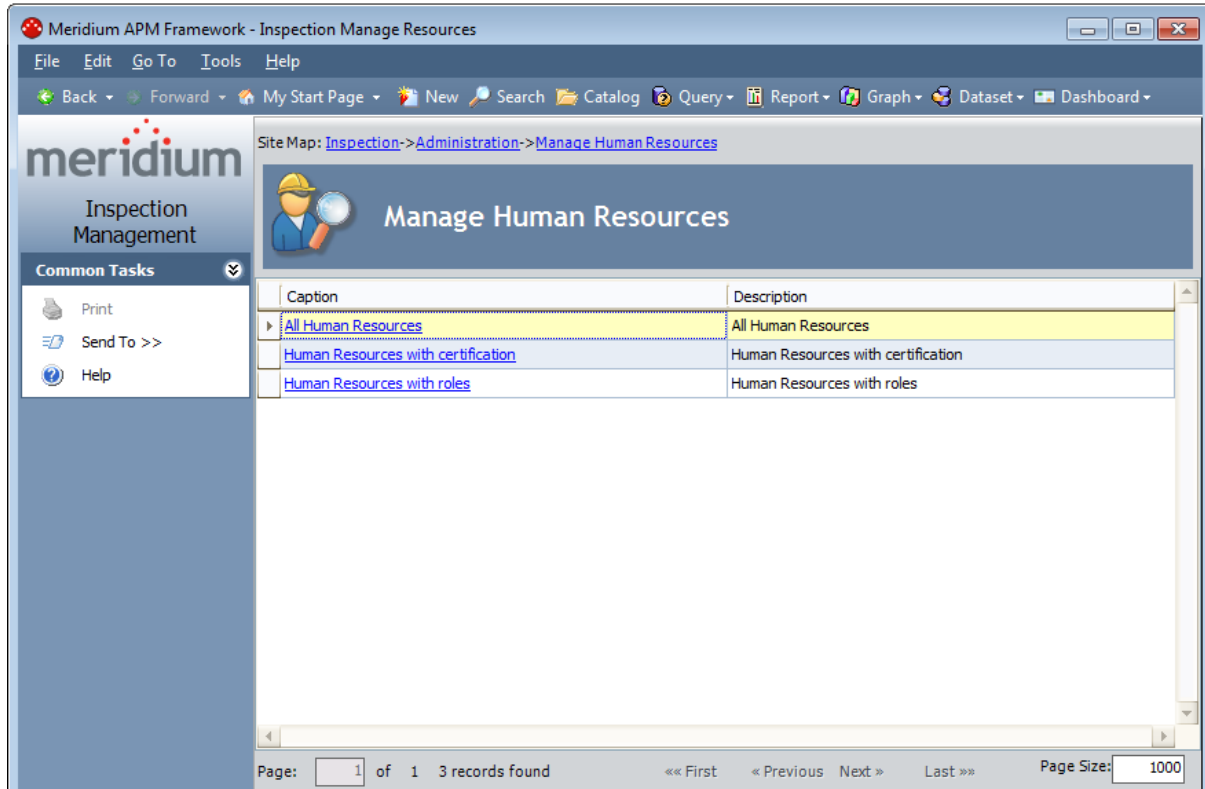 Meridium APM Framework - Inspection Manage Resources
File Edit Go To Tools Help
Back Forward My Start Page New Search Catalog Query Report Graph Dataset Dashboard
meridium
Inspection
Management
Common Tasks
Print
Send To >>
Help
Site Map: Inspection->Administration->Manage Human Resources
Manage Human Resources
Caption Description
All Human Resources All Human Resources
Human Resources with certification Human Resources with certification
Human Resources with roles Human Resources with roles
Page: 1 of 1 3 records found «« First « Previous Next » Last »» Page Size: 1000